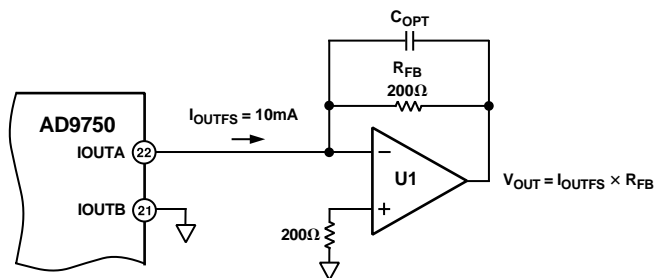 C_OPT
R_FB
200Ω
I_OUTFS = 10mA
AD9750
IOUTA 22
IOUTB 21
−
+
U1
V_OUT = I_OUTFS × R_FB
200Ω